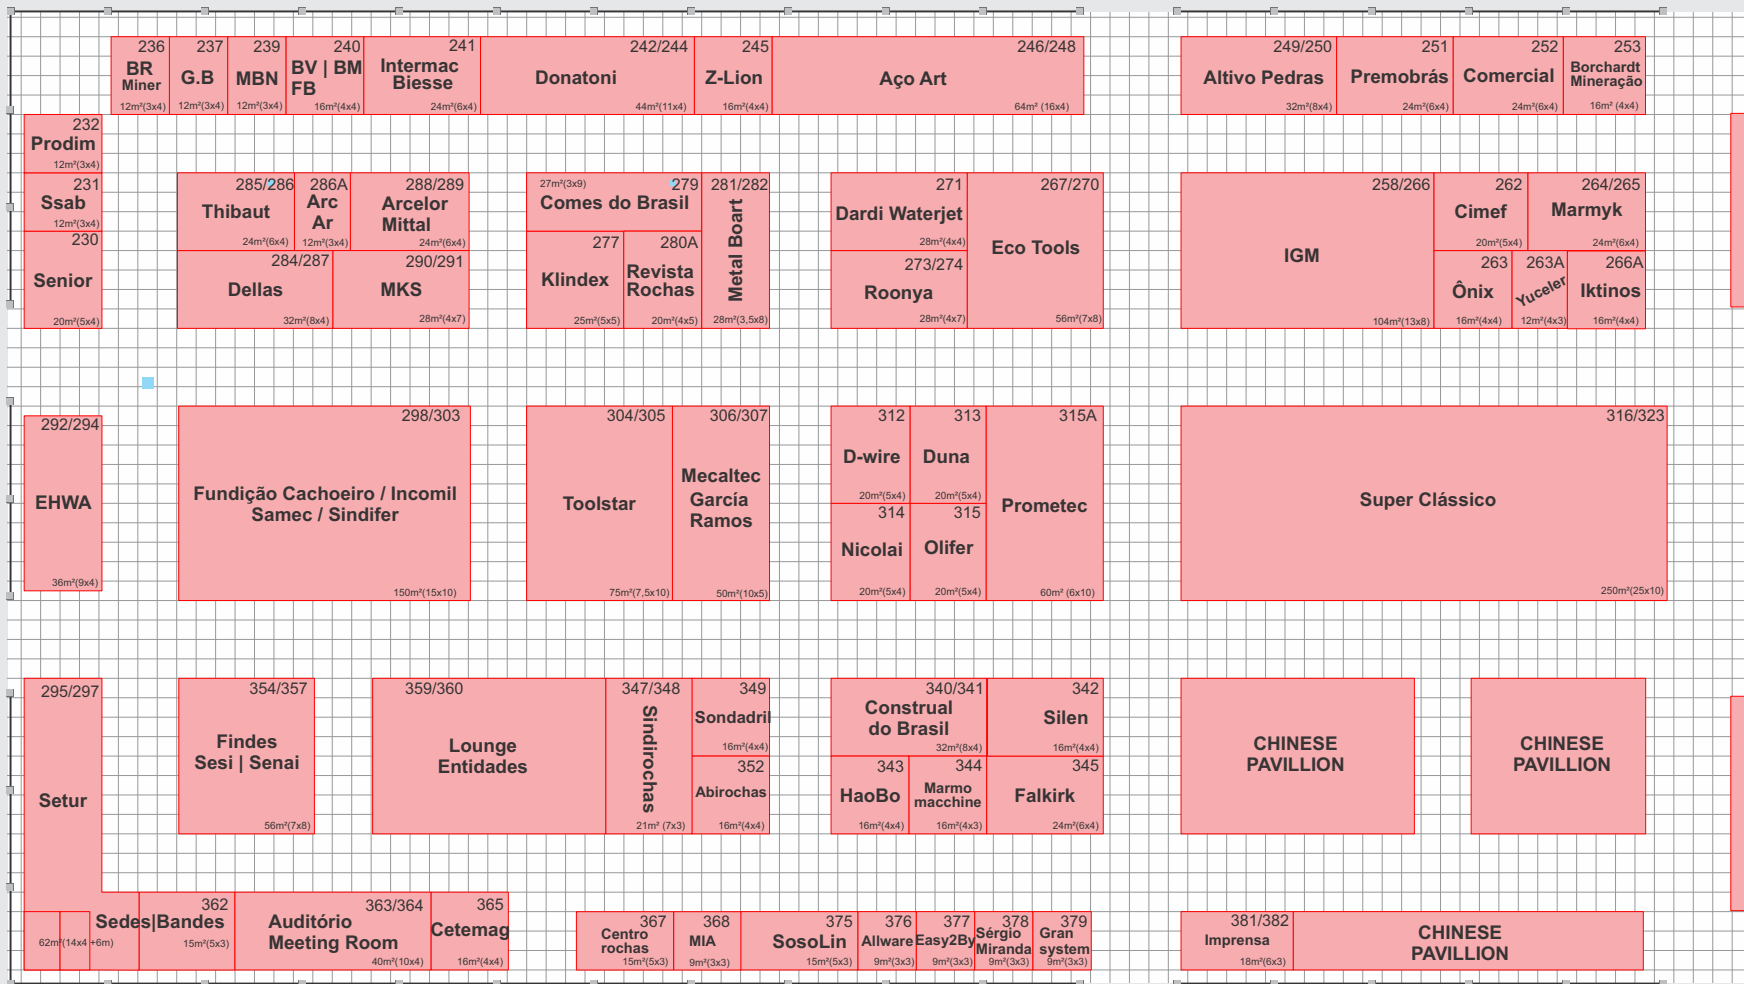 236
BR
Miner
12m²(3x4)
237
G.B
12m²(3x4)
239
MBN
12m²(3x4)
240
BV | BM
FB
16m²(4x4)
241
Intermac
Biesse
24m²(6x4)
242/244
Donatoni
44m²(11x4)
245
Z-Lion
16m²(4x4)
246/248
Aço Art
64m² (16x4)
249/250
Altivo Pedras
32m²(8x4)
251
Premobrás
24m²(6x4)
252
Comercial
24m²(6x4)
253
Borchardt
Mineração
16m² (4x4)
232
Prodim
12m²(3x4)
231
Ssab
12m²(3x4)
230
Senior
20m²(5x4)
285/286
Thibaut
24m²(6x4)
286A
Arc
Ar
12m²(3x4)
288/289
Arcelor
Mittal
24m²(6x4)
284/287
Dellas
32m²(8x4)
290/291
MKS
28m²(4x7)
27m²(3x9)
279
Comes do Brasil
277
Klindex
25m²(5x5)
280A
Revista
Rochas
20m²(4x5)
281/282
Metal Boart
28m²(3,5x8)
271
Dardi Waterjet
28m²(4x4)
273/274
Roonya
28m²(4x7)
267/270
Eco Tools
56m²(7x8)
258/266
IGM
104m²(13x8)
262
Cimef
20m²(5x4)
264/265
Marmyk
24m²(6x4)
263
Ônix
16m²(4x4)
263A
Yuceler
12m²(4x3)
266A
Iktinos
16m²(4x4)
292/294
EHWA
36m²(9x4)
298/303
Fundição Cachoeiro / Incomil
Samec / Sindifer
150m²(15x10)
304/305
Toolstar
75m²(7,5x10)
306/307
Mecaltec
García
Ramos
50m²(10x5)
312
D-wire
20m²(5x4)
313
Duna
20m²(5x4)
314
Nicolai
20m²(5x4)
315
Olifer
20m²(5x4)
315A
Prometec
60m² (6x10)
316/323
Super Clássico
250m²(25x10)
295/297
Setur
62m²(14x4 +6m)
354/357
Findes
Sesi | Senai
56m²(7x8)
359/360
Lounge
Entidades
347/348
Sindirochas
21m² (7x3)
349
Sondadril
16m²(4x4)
352
Abirochas
16m²(4x4)
340/341
Construal
do Brasil
32m²(8x4)
342
Silen
16m²(4x4)
343
HaoBo
16m²(4x4)
344
Marmo
macchine
16m²(4x3)
345
Falkirk
24m²(6x4)
CHINESE
PAVILLION
CHINESE
PAVILLION
362
Sedes|Bandes
15m²(5x3)
363/364
Auditório
Meeting Room
40m²(10x4)
365
Cetemag
16m²(4x4)
367
Centro
rochas
15m²(5x3)
368
MIA
9m²(3x3)
375
SosoLin
15m²(5x3)
376
Allware
9m²(3x3)
377
Easy2By
9m²(3x3)
378
Sérgio
Miranda
9m²(3x3)
379
Gran
system
9m²(3x3)
381/382
Imprensa
18m²(6x3)
CHINESE
PAVILLION